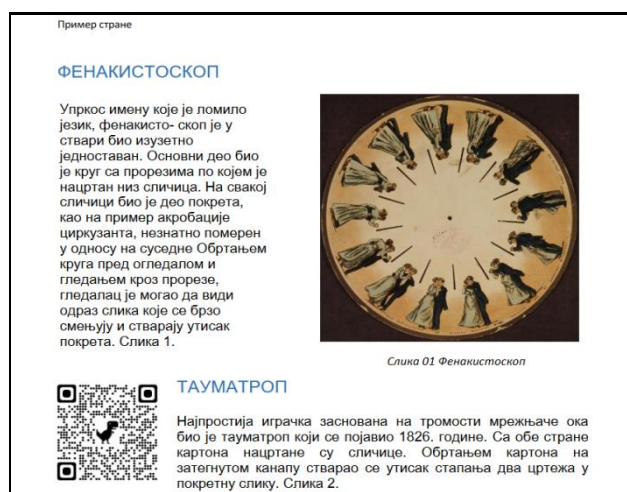 Пример стране
ФЕНАКИСТОСКОП
Упркос имену које је ломило
језик, фенакисто- скоп је у
ствари био изузетно
једноставан. Основни део био
је круг са прорезима по којем је
нацртан низ сличица. На свакој
сличици био је део покрета,
као на пример акробације
циркузанта, незнатно померен
у односу на суседне Обртањем
круга пред огледалом и
гледањем кроз прорезе,
гледалац је могао да види
одраз слика које се брзо
смењују и стварају утисак
покрета. Слика 1.
Слика 01 Фенакистоскоп
ТАУМАТРОП
Најпростија играчка заснована на тромости мрежњаче ока
био је тауматроп који се појавио 1826. године. Са обе стране
картона нацртане су сличице. Обртањем картона на
затегнутом канапу стварао се утисак стапања два цртежа у
покретну слику. Слика 2.